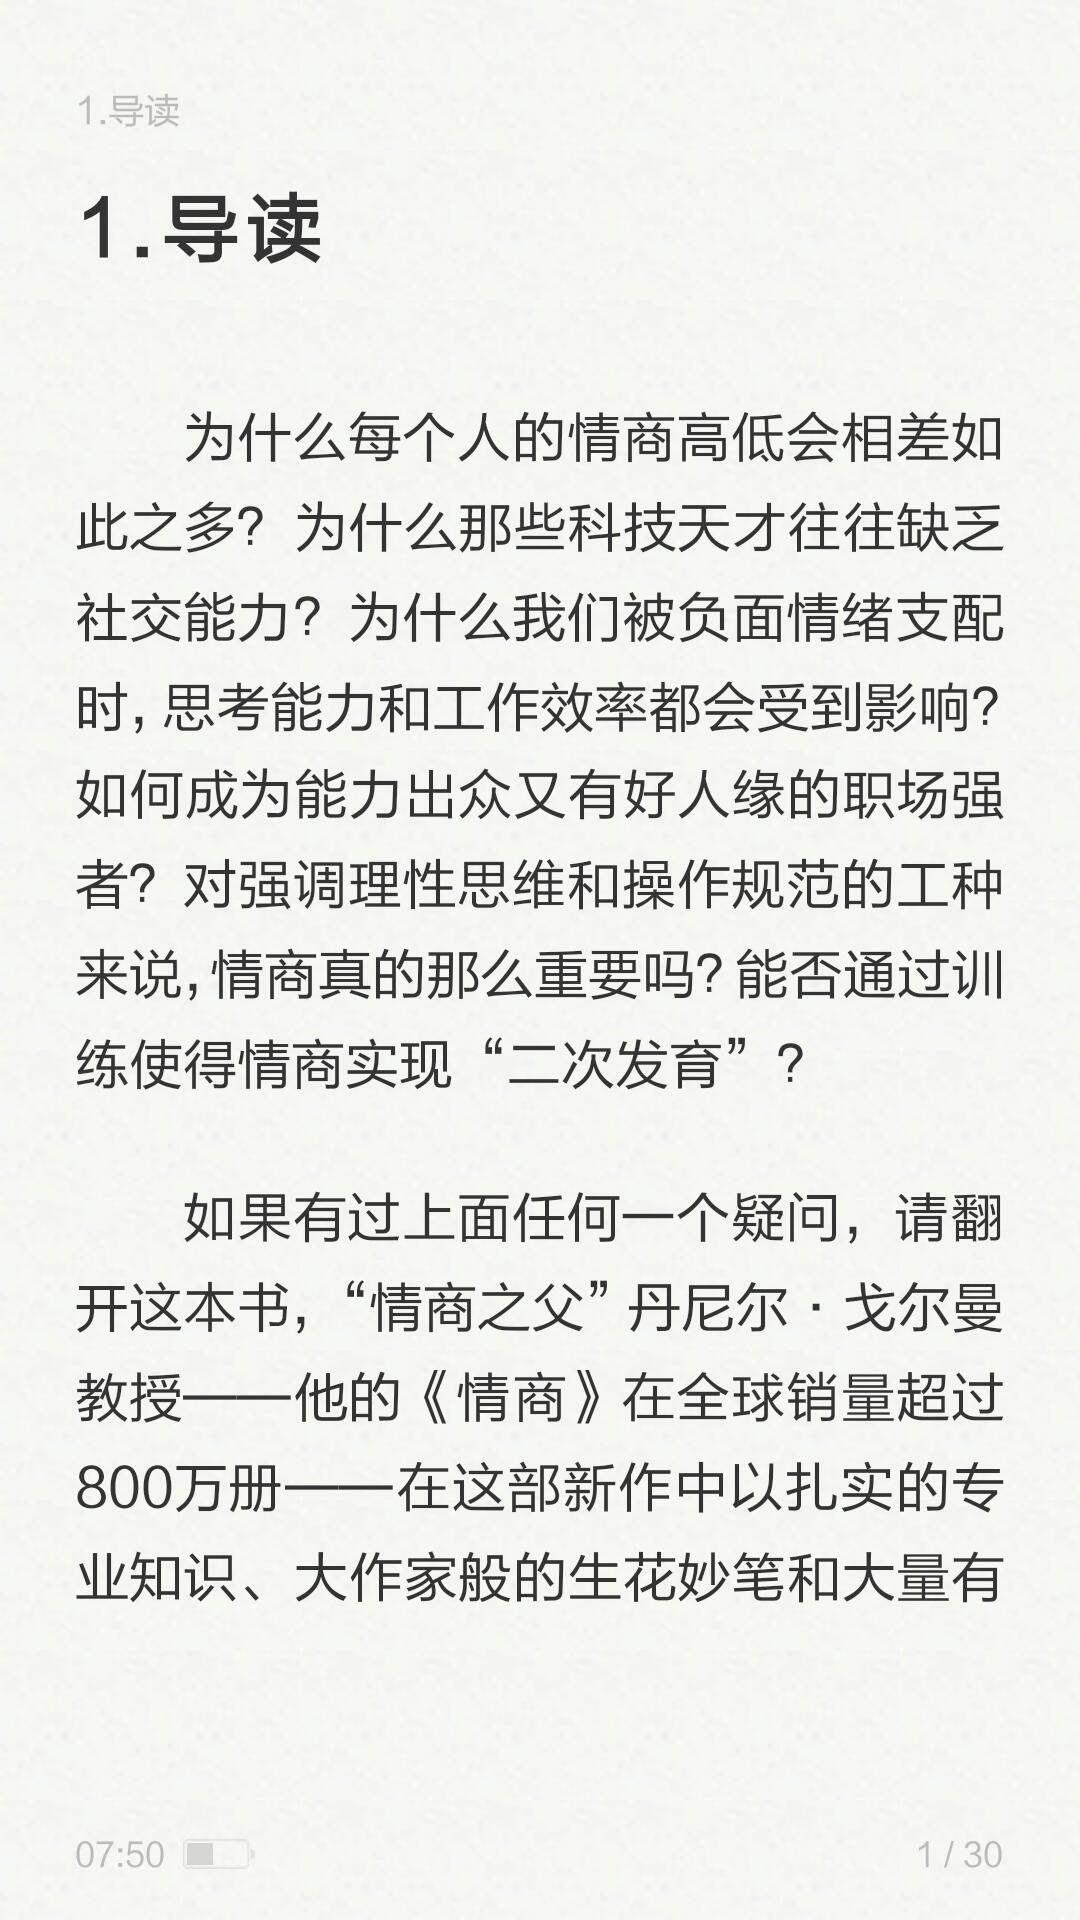 1.导读
1.导读
为什么每个人的情商高低会相差如
此之多？为什么那些科技天才往往缺乏
社交能力？为什么我们被负面情绪支配
时，思考能力和工作效率都会受到影响？
如何成为能力出众又有好人缘的职场强
者？对强调理性思维和操作规范的工种
来说，情商真的那么重要吗？能否通过训
练使得情商实现“二次发育”？
如果有过上面任何一个疑问，请翻
开这本书，“情商之父”丹尼尔·戈尔曼
教授——他的《情商》在全球销量超过
800万册——在这部新作中以扎实的专
业知识、大作家般的生花妙笔和大量有
07:50
1 / 30